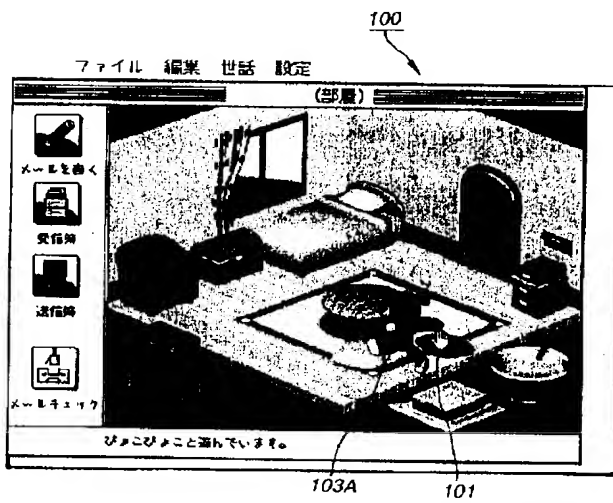 100
ファイル 編集 世話 設定
(部屋)
メールを書く
受信簿
送信簿
メールチェック
ぴょこぴょこと遊んでいます。
103A 101